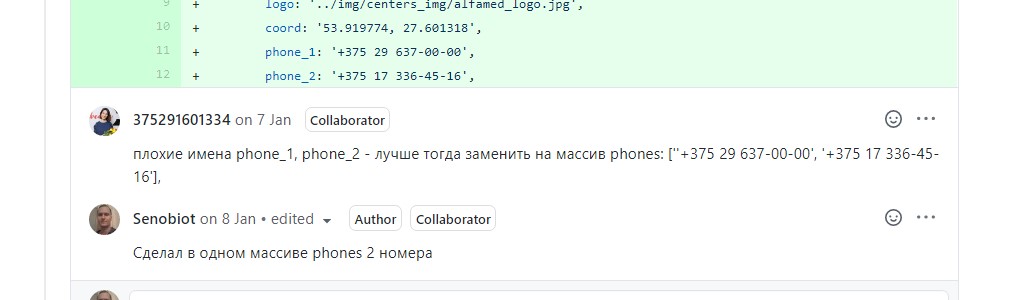 9 + logo: '../img/centers_img/alfamed_logo.jpg',
10 + coord: '53.919774, 27.601318',
11 + phone_1: '+375 29 637-00-00',
12 + phone_2: '+375 17 336-45-16',
375291601334 on 7 Jan Collaborator
плохие имена phone_1, phone_2 - лучше тогда заменить на массив phones: [''+375 29 637-00-00', '+375 17 336-45-
16'],
Senobiot on 8 Jan • edited Author Collaborator
Сделал в одном массиве phones 2 номера